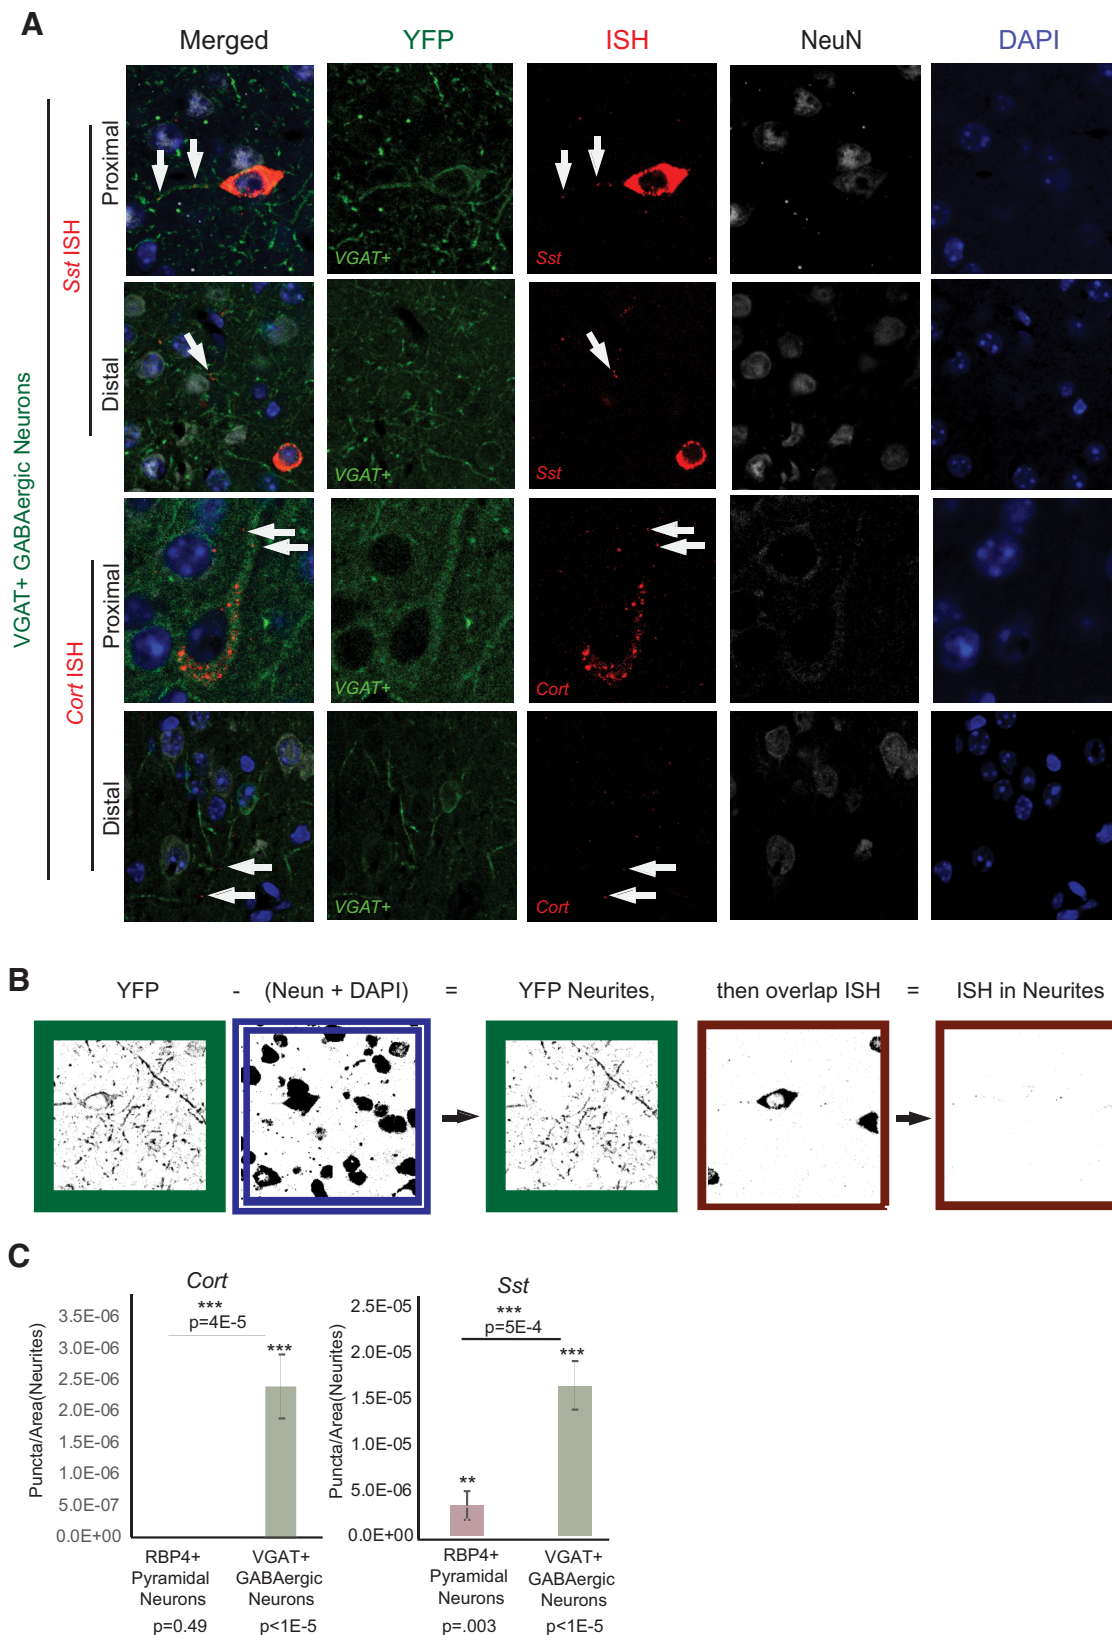 A
Merged YFP ISH NeuN DAPI
VGAT+ GABAergic Neurons
Sst ISH
Proximal
VGAT+
Sst
Distal
VGAT+
Sst
Cort ISH
Proximal
VGAT+
Cort
Distal
VGAT+
Cort
B
YFP - (Neun + DAPI) = YFP Neurites, then overlap ISH = ISH in Neurites
C
Cort
Puncta/Area(Neurites)
3.5E-06
3.0E-06
2.5E-06
2.0E-06
1.5E-06
1.0E-06
5.0E-07
0.0E+00
***
p=4E-5
***
RBP4+
Pyramidal
Neurons
p=0.49
VGAT+
GABAergic
Neurons
p<1E-5
Sst
Puncta/Area(Neurites)
2.5E-05
2.0E-05
1.5E-05
1.0E-05
5.0E-06
0.0E+00
***
p=5E-4
**
***
RBP4+
Pyramidal
Neurons
p=.003
VGAT+
GABAergic
Neurons
p<1E-5